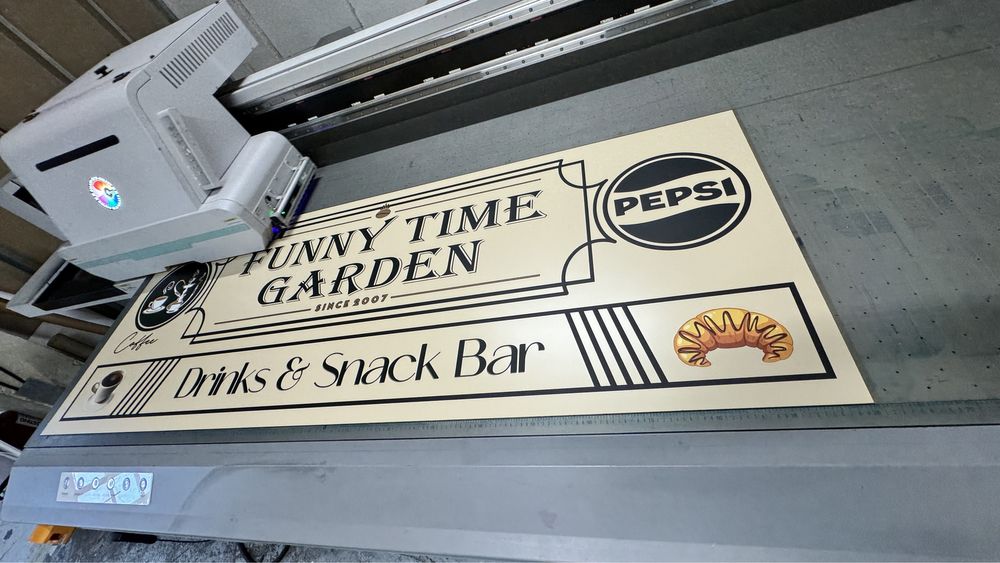 FUNNY TIME
GARDEN
SINCE 2007
PEPSI
Coffee
Drinks & Snack Bar